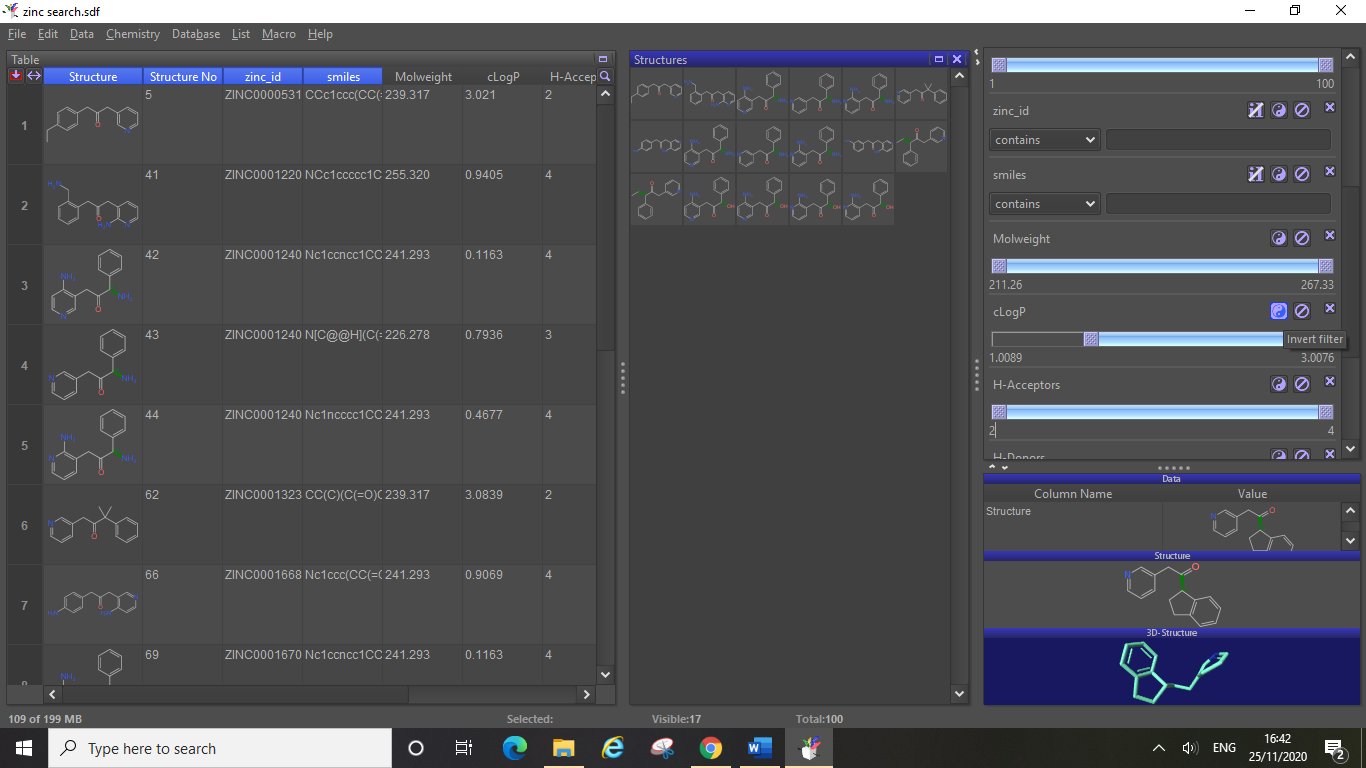 zinc search.sdf
File Edit Data Chemistry Database List Macro Help
Table
Structure Structure No zinc_id smiles Molweight cLogP H-Accep
1 5 ZINC0000531 CCc1ccc(CC(= 239.317 3.021 2
2 41 ZINC0001220 NCc1ccccc1C 255.320 0.9405 4
3 42 ZINC0001240 Nc1ccncc1CC 241.293 0.1163 4
4 43 ZINC0001240 N[C@@H](C(= 226.278 0.7936 3
5 44 ZINC0001240 Nc1ncccc1CC 241.293 0.4677 4
6 62 ZINC0001323 CC(C)(C(=O)C 239.317 3.0839 2
7 66 ZINC0001668 Nc1ccc(CC(=C 241.293 0.9069 4
69 ZINC0001670 Nc1ccncc1CC 241.293 0.1163 4
Structures
1 100
zinc_id
contains
smiles
contains
Molweight
211.26 267.33
cLogP
Invert filter
1.0089 3.0076
H-Acceptors
2 4
H-Donors
Data
Column Name Value
Structure
Structure
3D-Structure
109 of 199 MB Selected: Visible:17 Total:100
Type here to search
ENG
16:42
25/11/2020
2